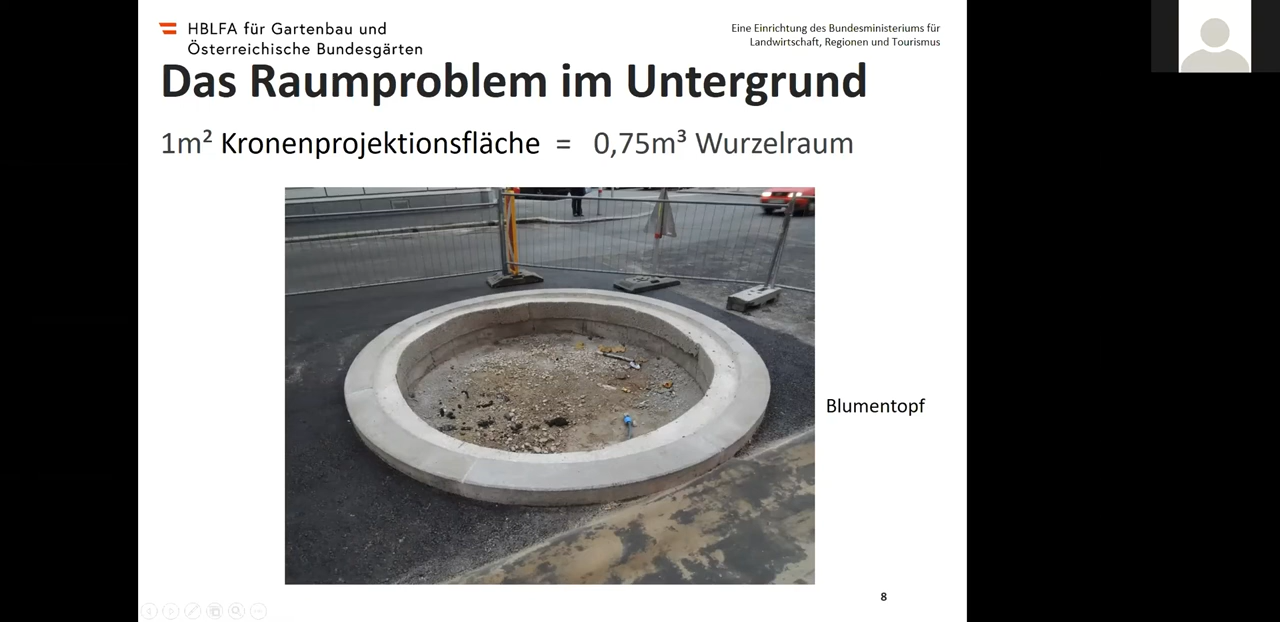 HBLFA für Gartenbau und
Österreichische Bundesgärten
Eine Einrichtung des Bundesministeriums für
Landwirtschaft, Regionen und Tourismus
Das Raumproblem im Untergrund
1m² Kronenprojektionsfläche = 0,75m³ Wurzelraum
Blumentopf
8